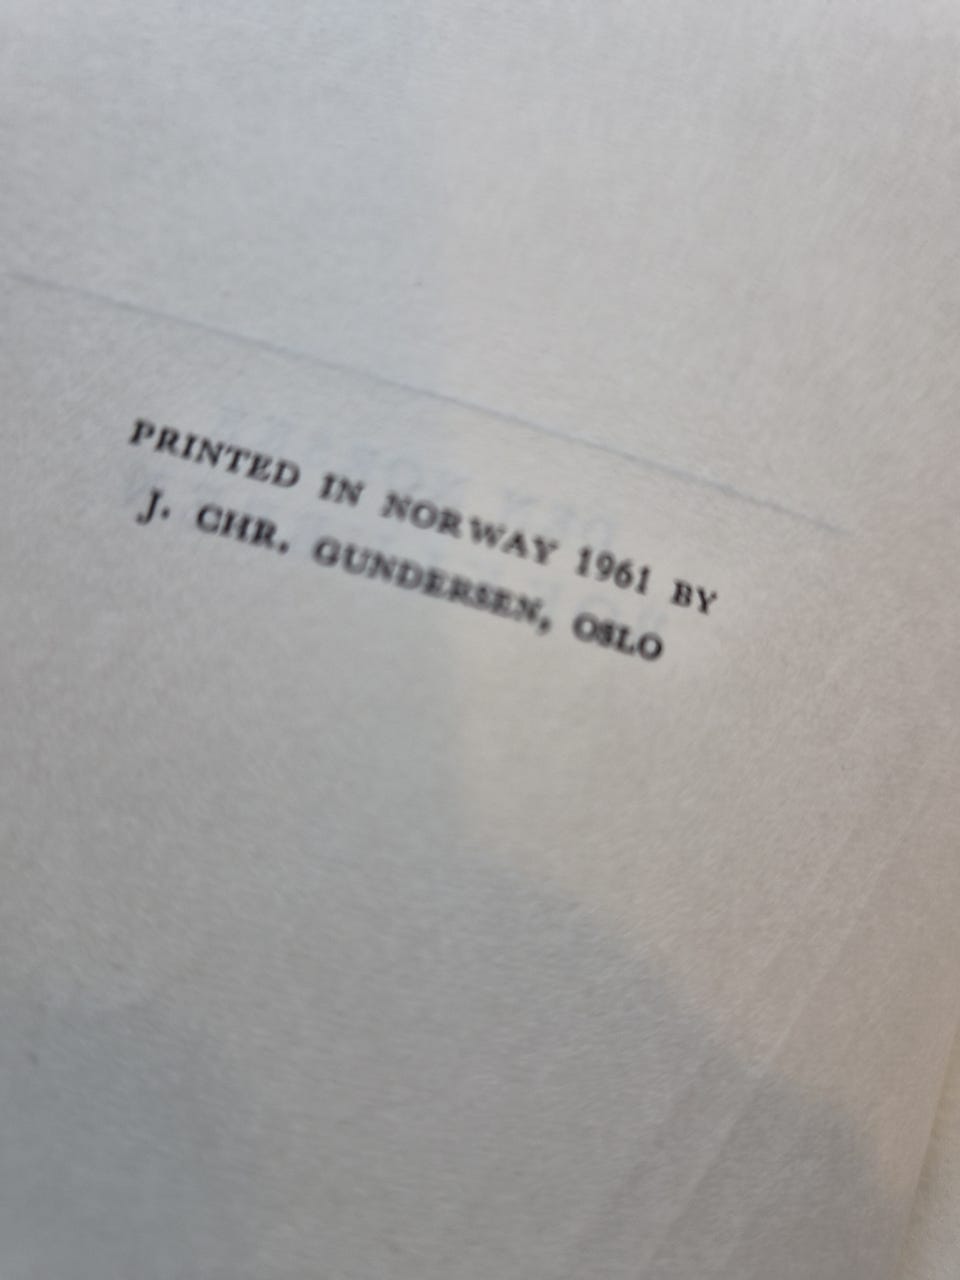 PRINTED IN NORWAY 1961 BY
J. CHR. GUNDERSEN, OSLO